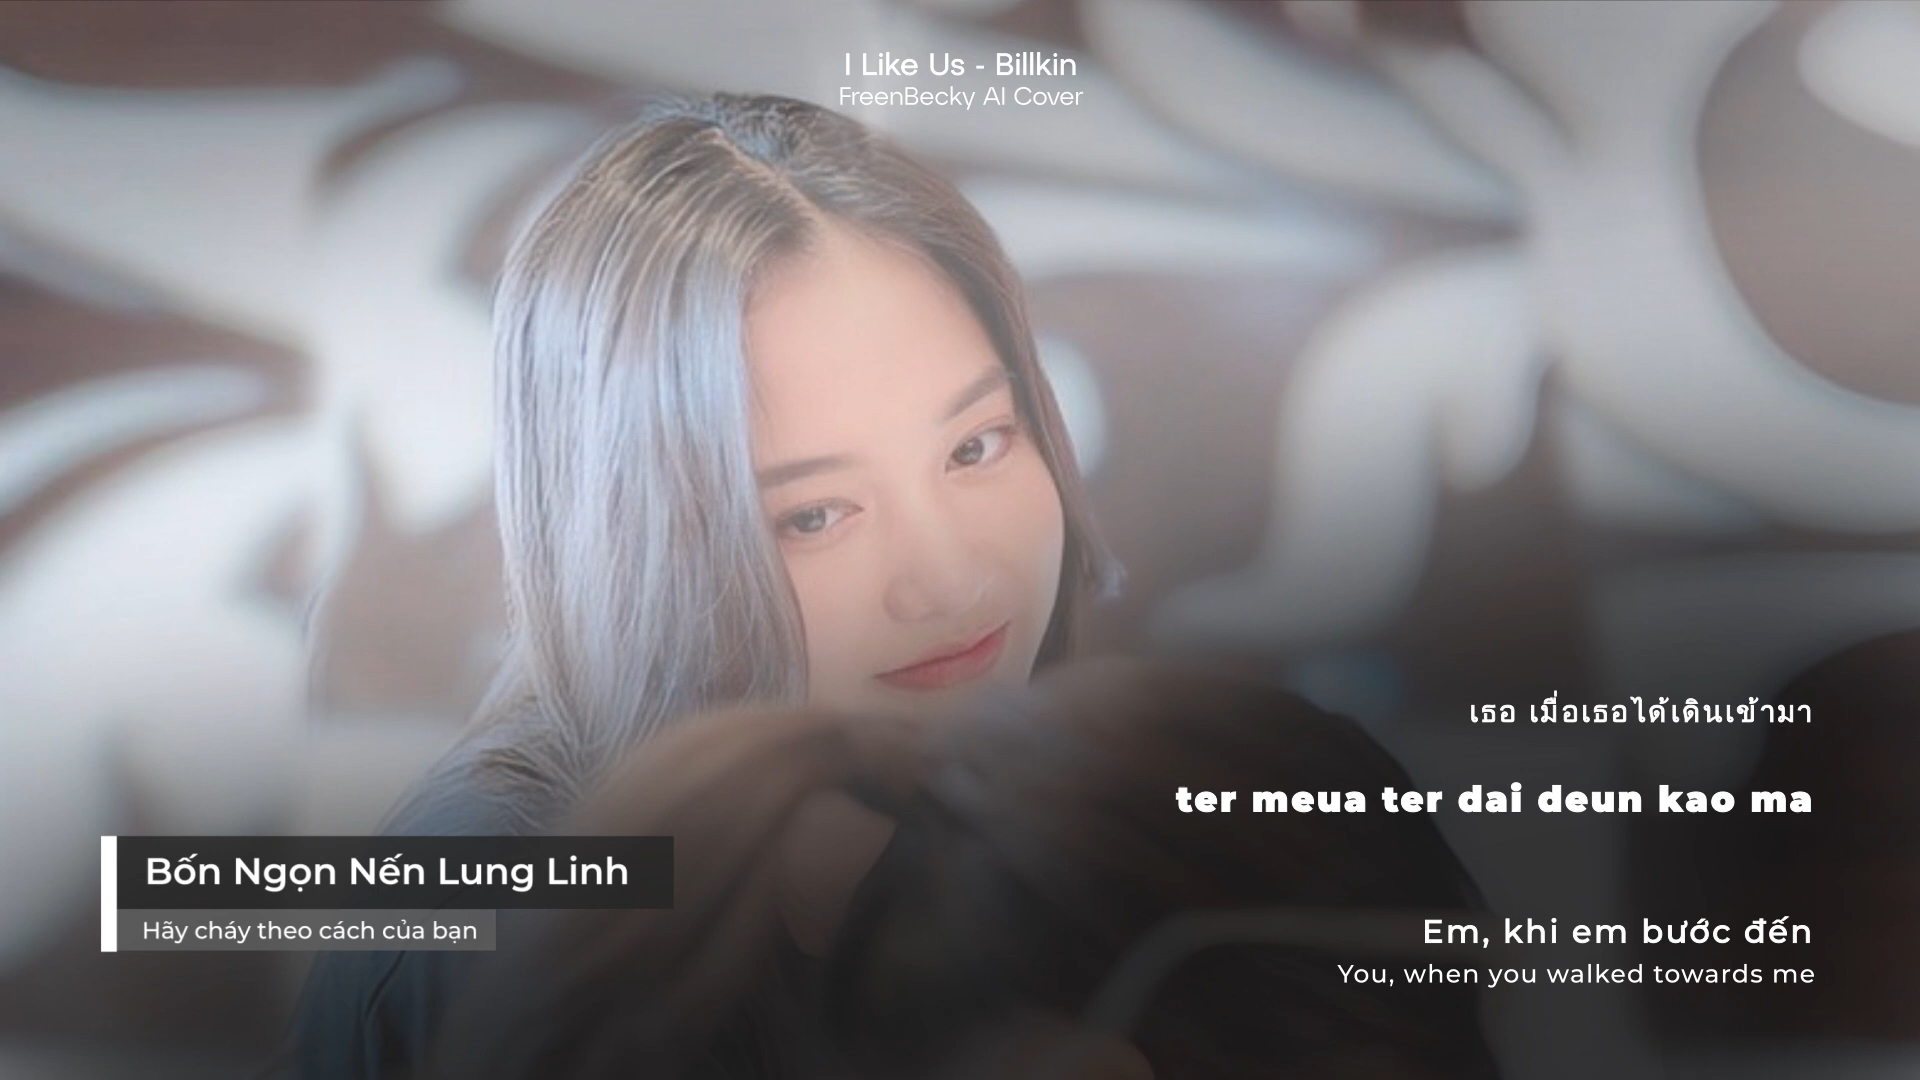 I Like Us - Billkin
FreenBecky AI Cover
เธอ เมื่อเธอได้เดินเข้ามา
ter meua ter dai deun kao ma
Bốn Ngọn Nến Lung Linh
Hãy cháy theo cách của bạn
Em, khi em bước đến
You, when you walked towards me